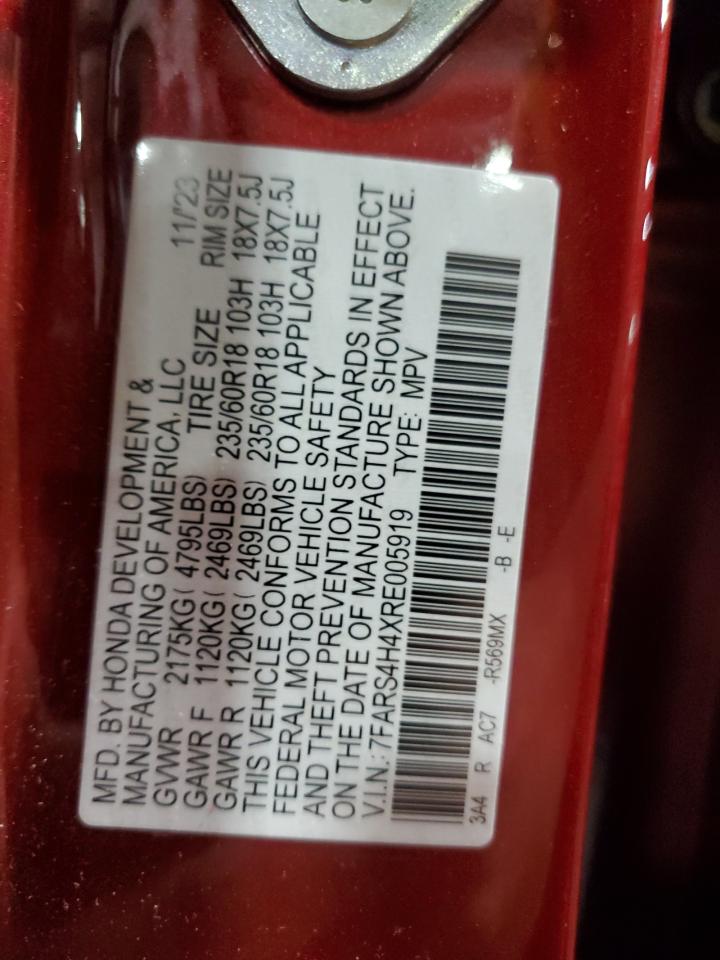 MFD. BY HONDA DEVELOPMENT &
MANUFACTURING OF AMERICA, LLC 11/'23
GVWR 2175KG( 4795LBS) TIRE SIZE RIM SIZE
GAWR F 1120KG( 2469LBS) 235/60R18 103H 18X7.5J
GAWR R 1120KG( 2469LBS) 235/60R18 103H 18X7.5J
THIS VEHICLE CONFORMS TO ALL APPLICABLE
FEDERAL MOTOR VEHICLE SAFETY
AND THEFT PREVENTION STANDARDS IN EFFECT
ON THE DATE OF MANUFACTURE SHOWN ABOVE.
V.I.N.: 7FARS4H4XRE005919 TYPE: MPV
3A4 R AC7 -R569MX -B -E